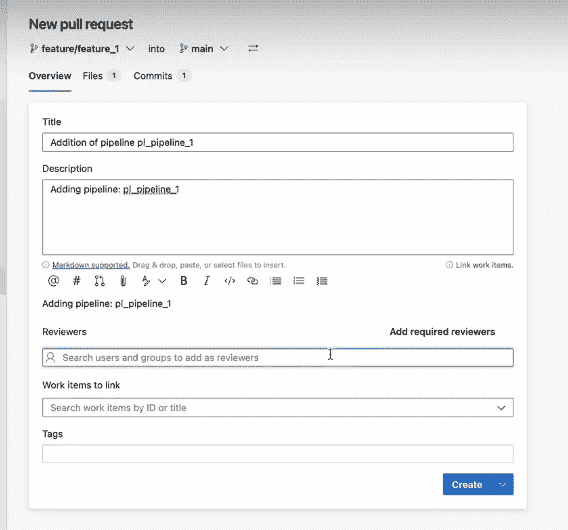 New pull request
feature/feature_1 into main
Overview Files 1 Commits 1
Title
Addition of pipeline pl_pipeline_1
Description
Adding pipeline: pl_pipeline_1
Markdown supported. Drag & drop, paste, or select files to insert. Link work items.
Adding pipeline: pl_pipeline_1
Reviewers Add required reviewers
Search users and groups to add as reviewers
Work items to link
Search work items by ID or title
Tags
Create